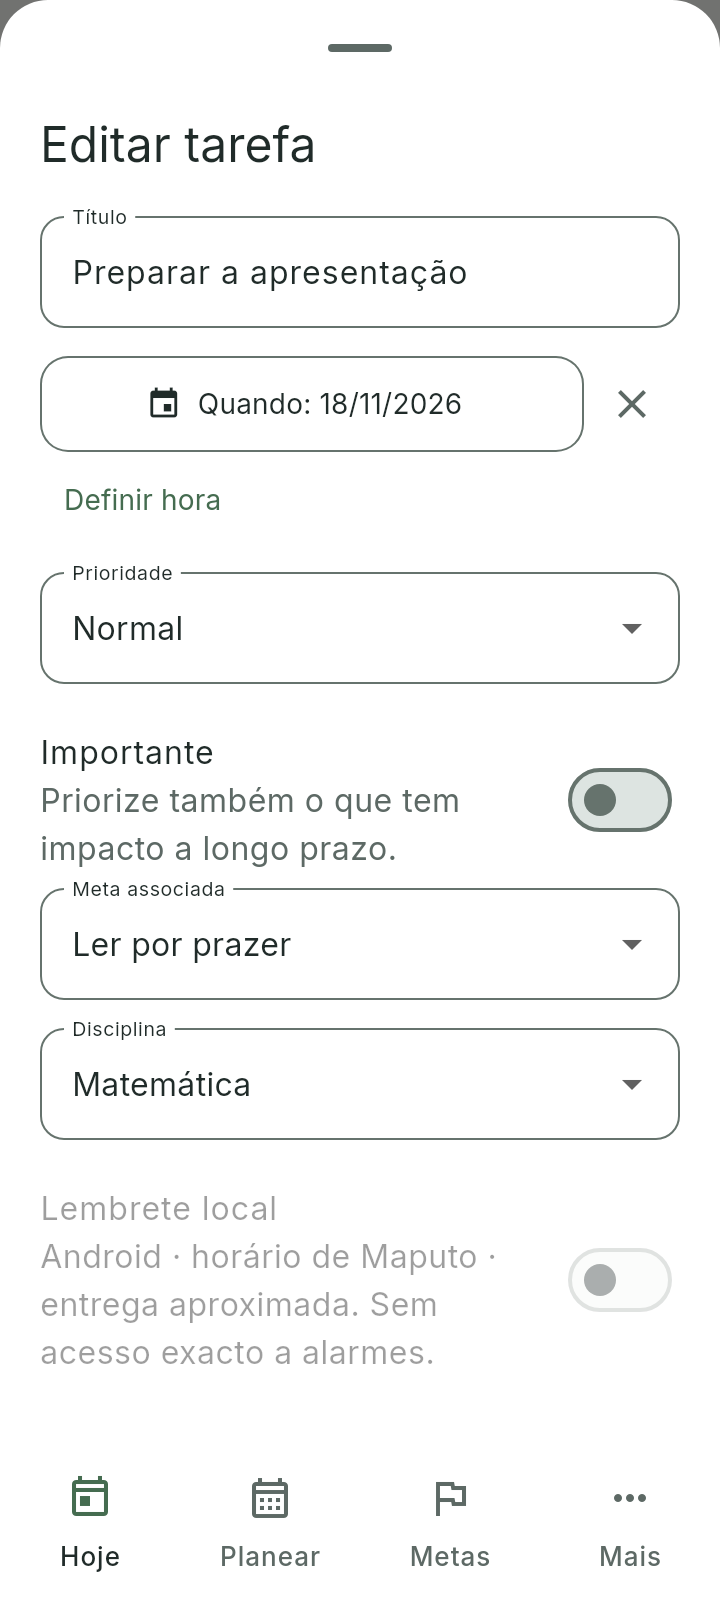 Editar tarefa
Título
Preparar a apresentação
Quando: 18/11/2026
Definir hora
Prioridade
Normal
Importante
Priorize também o que tem
impacto a longo prazo.
Meta associada
Ler por prazer
Disciplina
Matemática
Lembrete local
Android · horário de Maputo ·
entrega aproximada. Sem
acesso exacto a alarmes.
Hoje
Planear
Metas
Mais